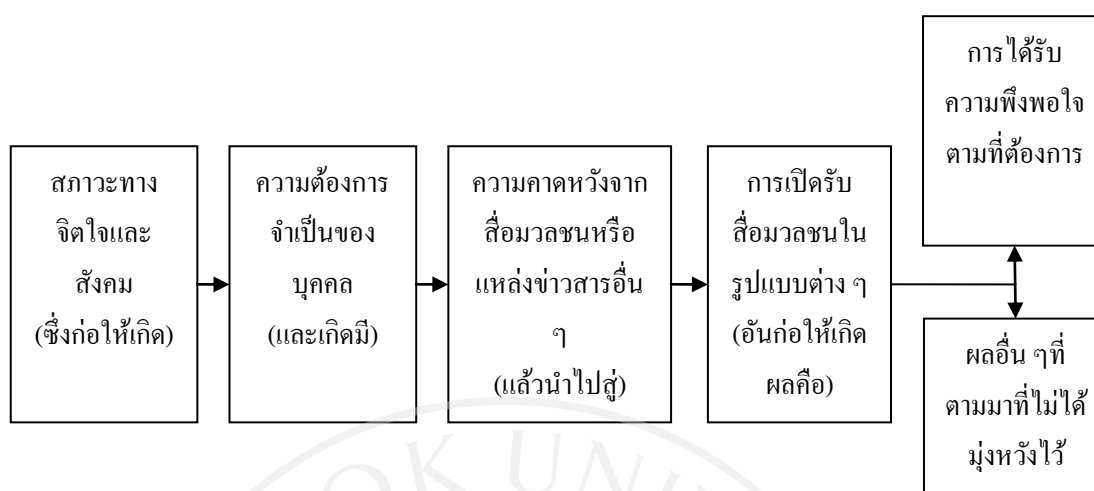 สภาวะทาง
จิตใจและ
สังคม
(ซึ่งก่อให้เกิด)
ความต้องการ
จำเป็นของ
บุคคล
(และเกิดมี)
ความคาดหวังจาก
สื่อมวลชนหรือ
แหล่งข่าวสารอื่น
ๆ
(แล้วนำไปสู่)
การเปิดรับ
สื่อมวลชนใน
รูปแบบต่าง ๆ
(อันก่อให้เกิด
ผลคือ)
การได้รับ
ความพึงพอใจ
ตามที่ต้องการ
ผลอื่น ๆที่
ตามมาที่ไม่ได้
มุ่งหวังไว้
OK UNI